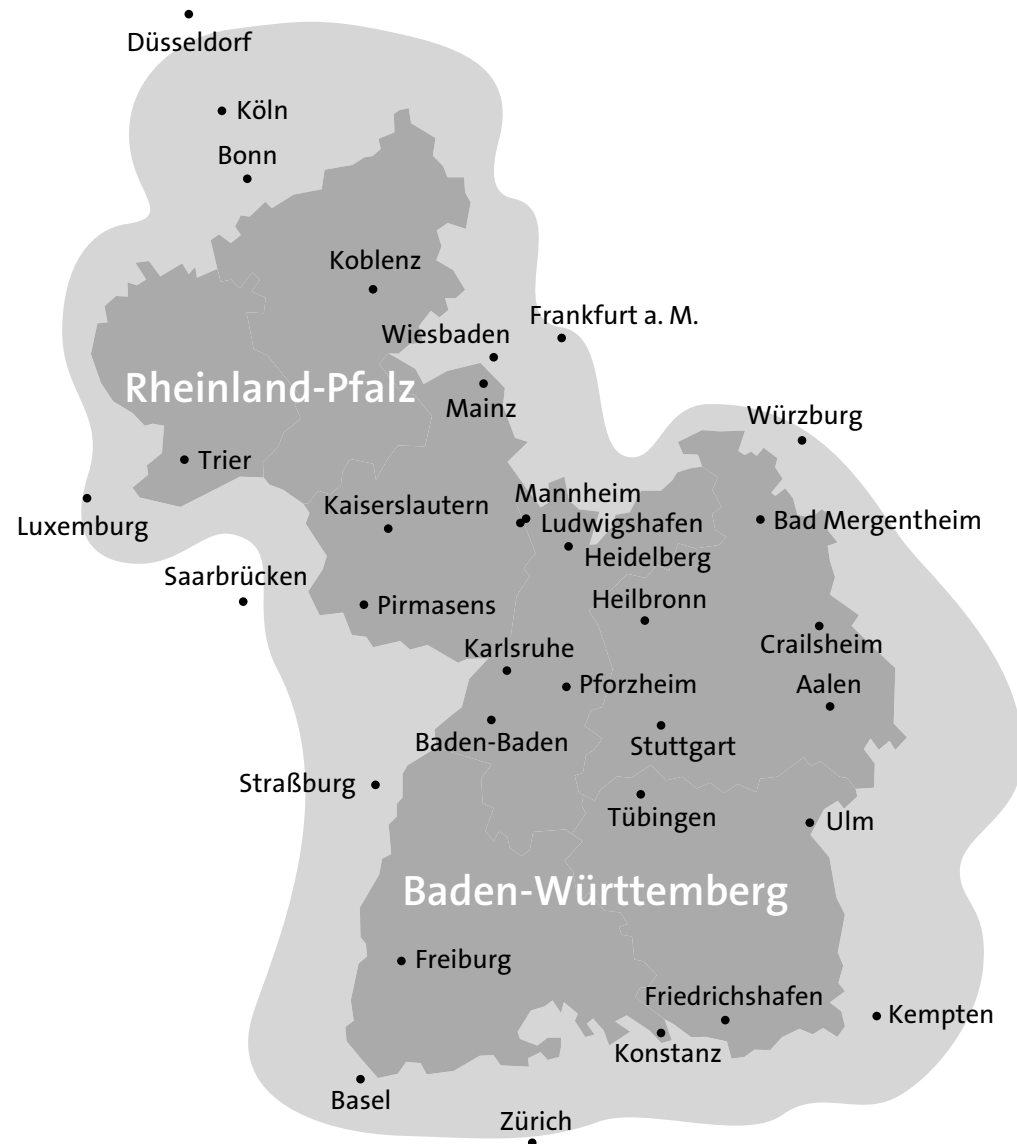 Düsseldorf
Köln
Bonn
Koblenz
Frankfurt a. M.
Wiesbaden
Rheinland-Pfalz
Mainz
Würzburg
Trier
Kaiserslautern
Mannheim
Luxemburg
Ludwigshafen
Bad Mergentheim
Heidelberg
Saarbrücken
Pirmasens
Heilbronn
Karlsruhe
Crailsheim
Pforzheim
Aalen
Baden-Baden
Stuttgart
Straßburg
Tübingen
Ulm
Baden-Württemberg
Freiburg
Friedrichshafen
Kempten
Konstanz
Basel
Zürich